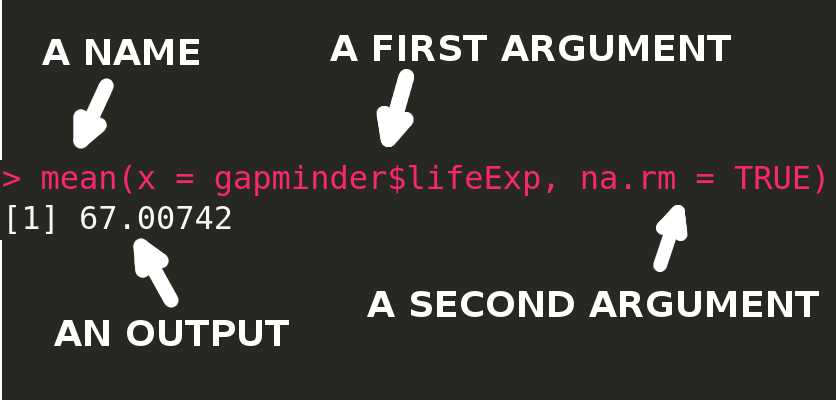 A NAME
A FIRST ARGUMENT
> mean(x = gapminder$lifeExp, na.rm = TRUE)
[1] 67.00742
A SECOND ARGUMENT
AN OUTPUT